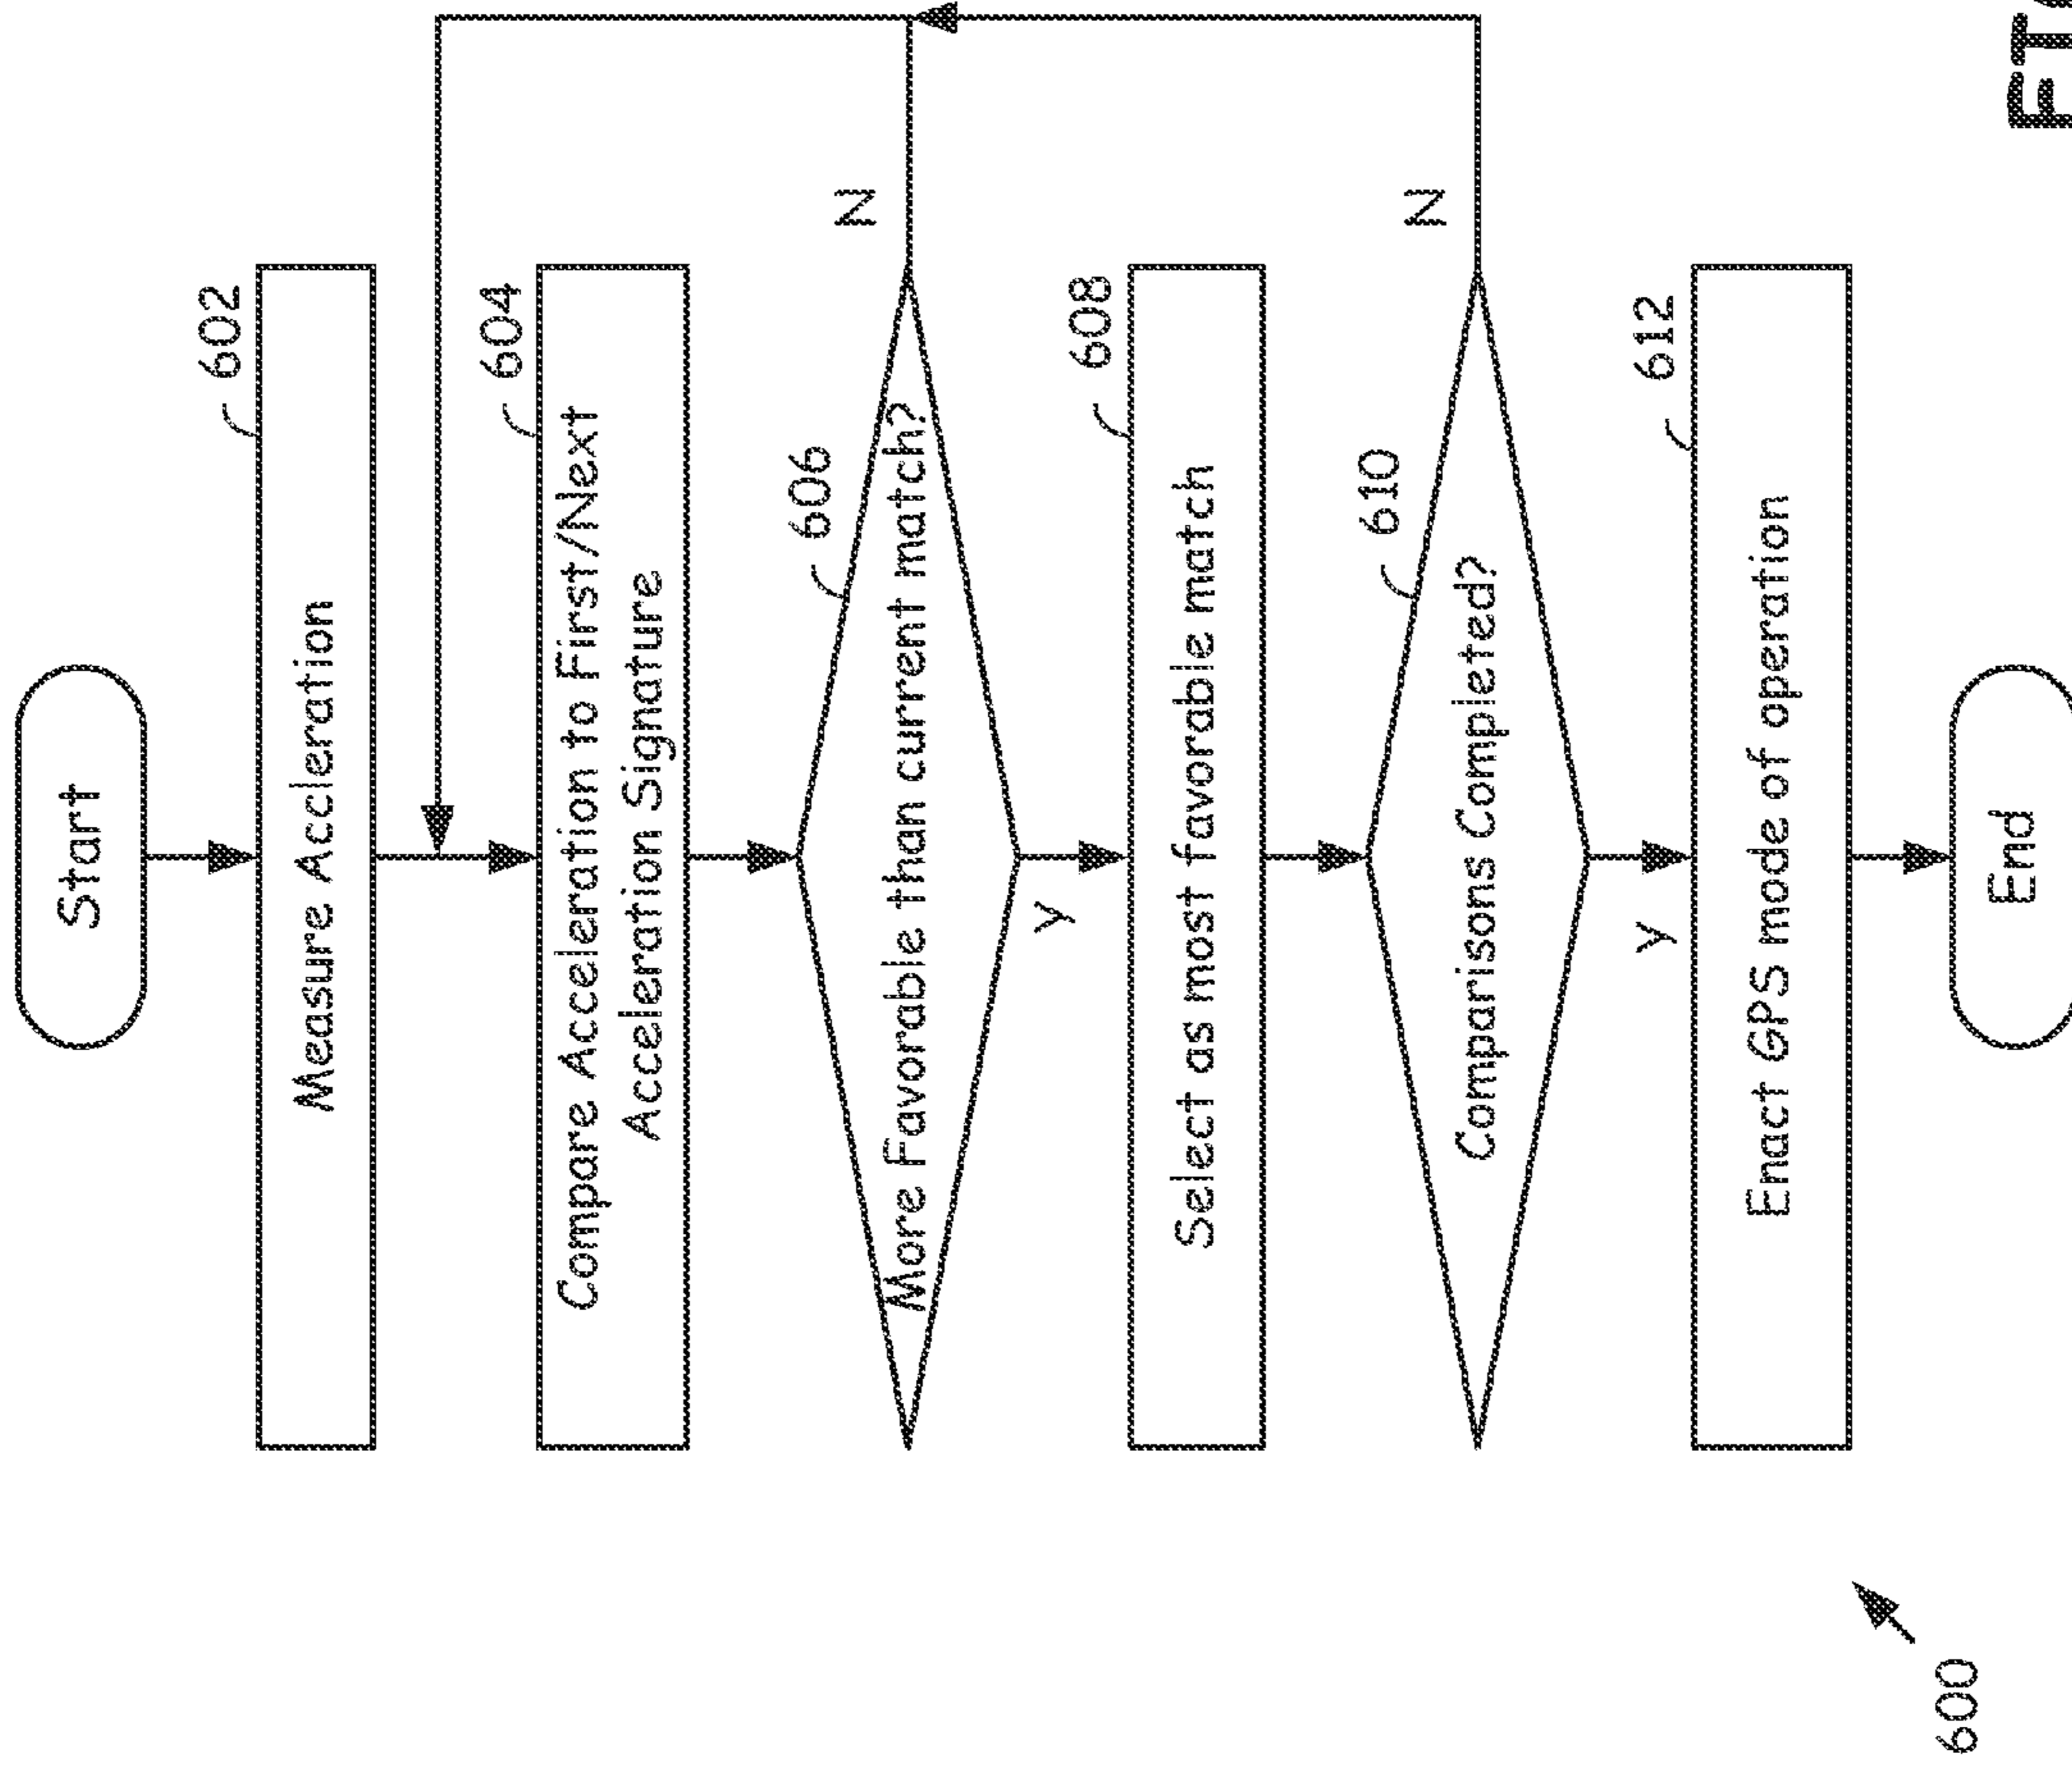 Start
602
Measure Accleration
604
Compare Acceleration to First/Next
Acceleration Signature
606
More Favorable than current match?
N
Y
608
Select as most favorable match
610
Comparisons Completed?
N
Y
612
Enact GPS mode of operation
End
600